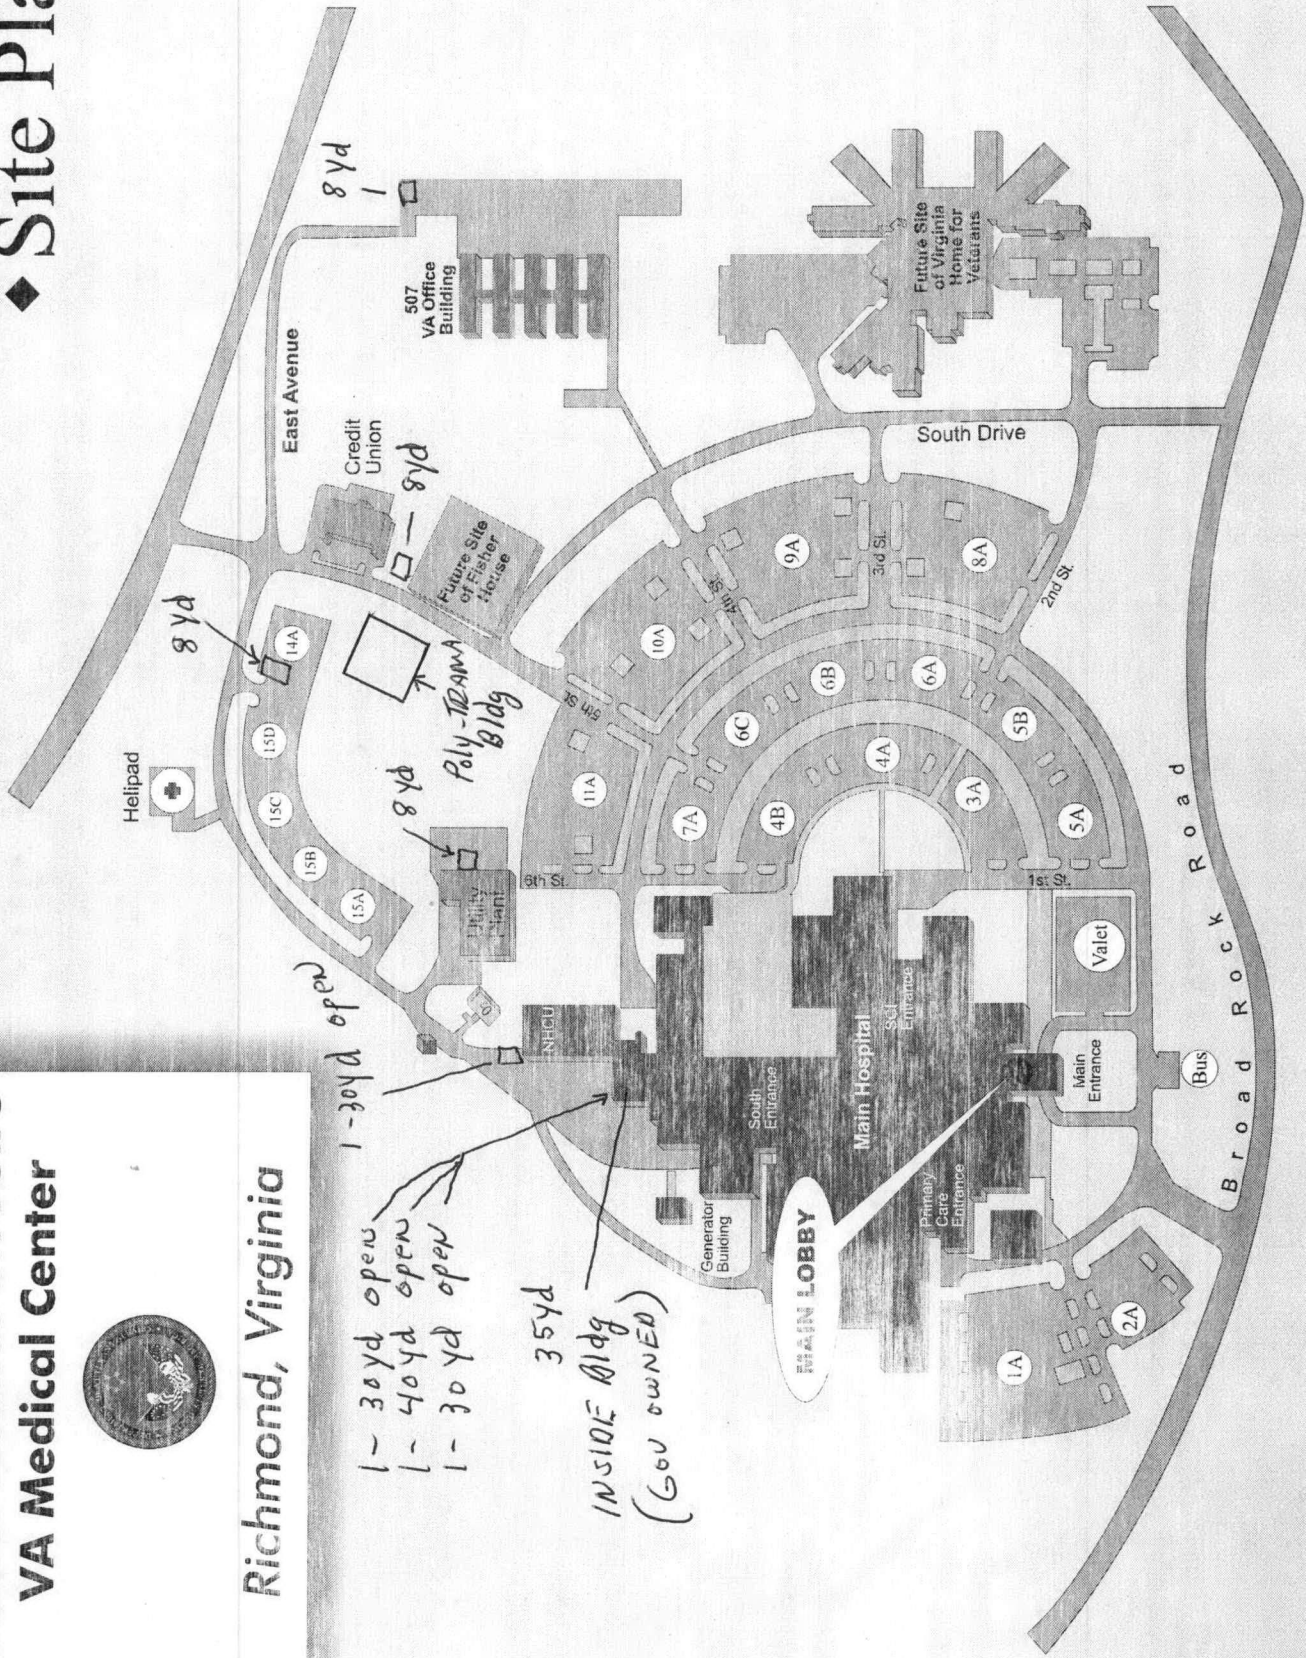 Site Pla
VA Medical Center
Richmond, Virginia
8 yd
1
507
VA Office
Building
East Avenue
Credit
Union
8yd
Future Site
of Fisher
House
Future Site
of Virginia
Home for
Veterans
South Drive
8 yd
14A
15D
15C
15B
15A
Helipad
Poly-TRAMA
Bldg
8 yd
Utility
Plant
5th St.
4th St.
3rd St.
2nd St.
6th St.
1st St.
11A
10A
9A
8A
7A
6C
6B
6A
5B
5A
4B
4A
3A
NHCU
1-30yd open
1- 30yd open
1- 40yd open
1- 30yd open
35yd
INSIDE Bldg
(Gov OWNED)
South
Entrance
Generator
Building
Main Hospital
SCI
Entrance
Primary
Care
Entrance
MAIN LOBBY
Main
Entrance
Valet
Bus
1A
2A
Broad Rock Road